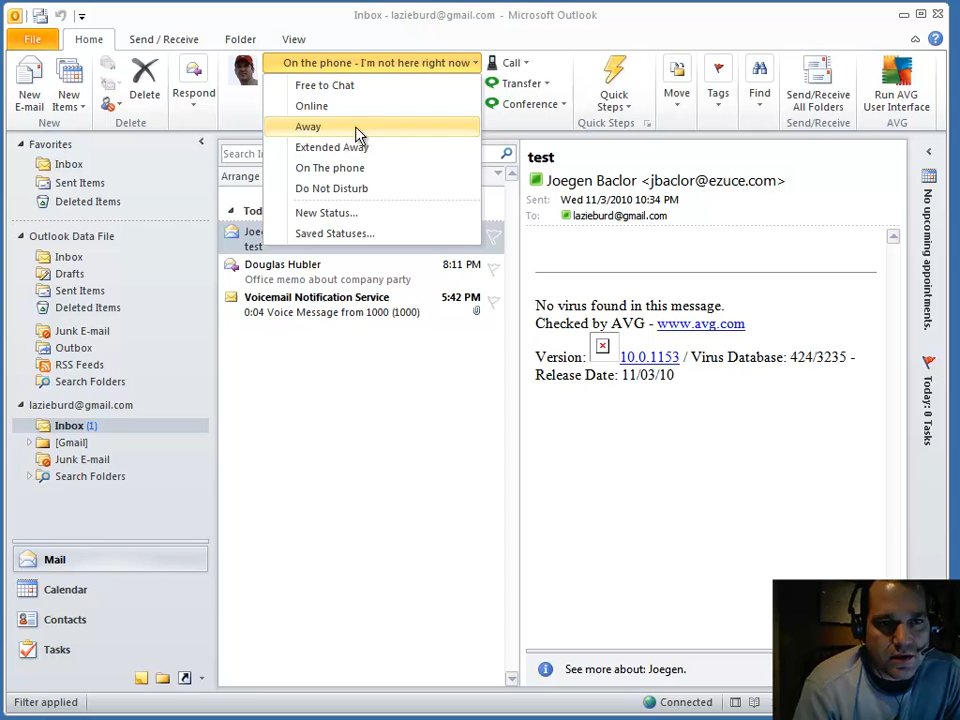 Inbox - lazieburd@gmail.com - Microsoft Outlook
File Home Send / Receive Folder View
On the phone - I'm not here right now
New E-mail
New Items
Delete
Respond
Call
Transfer
Conference
Quick Steps
Move
Tags
Find
Send/Receive All Folders
Run AVG User Interface
New
Delete
Quick Steps
Send/Receive
AVG
Free to Chat
Online
Away
Extended Away
On The phone
Do Not Disturb
New Status...
Saved Statuses...
Favorites
Inbox
Sent Items
Deleted Items
Outlook Data File
Inbox
Drafts
Sent Items
Deleted Items
Junk E-mail
Outbox
RSS Feeds
Search Folders
lazieburd@gmail.com
Inbox (1)
[Gmail]
Junk E-mail
Search Folders
Mail
Calendar
Contacts
Tasks
Search
Arrange
test
Douglas Hubler 8:11 PM
Office memo about company party
Voicemail Notification Service 5:42 PM
0:04 Voice Message from 1000 (1000)
test
Joegen Baclor <jbaclor@ezuce.com>
Sent: Wed 11/3/2010 10:34 PM
To: lazieburd@gmail.com
No virus found in this message.
Checked by AVG - www.avg.com
Version: 10.0.1153 / Virus Database: 424/3235 -
Release Date: 11/03/10
See more about: Joegen.
No upcoming appointments.
Today: 0 Tasks
Filter applied
Connected